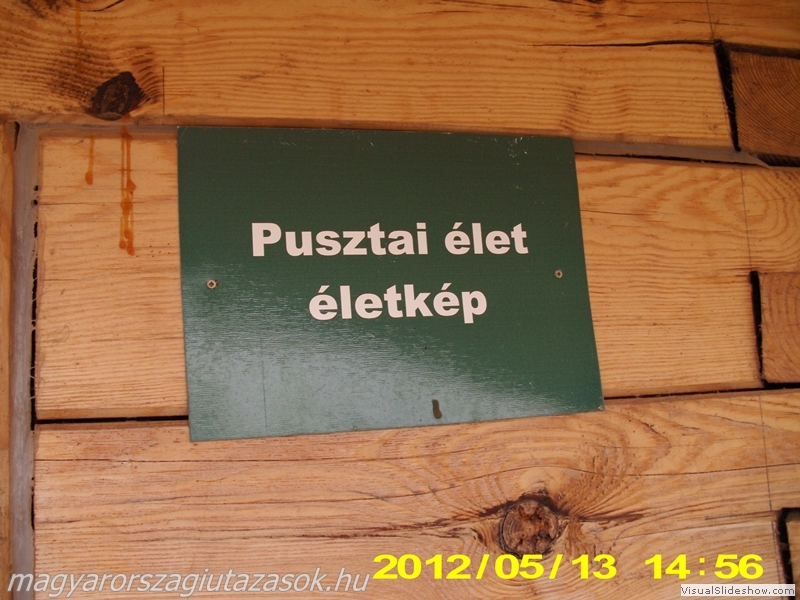 Pusztai élet
életkép
magyarorszagiutazasok.hu
2012/05/13 14:56
VisualSlideshow.com